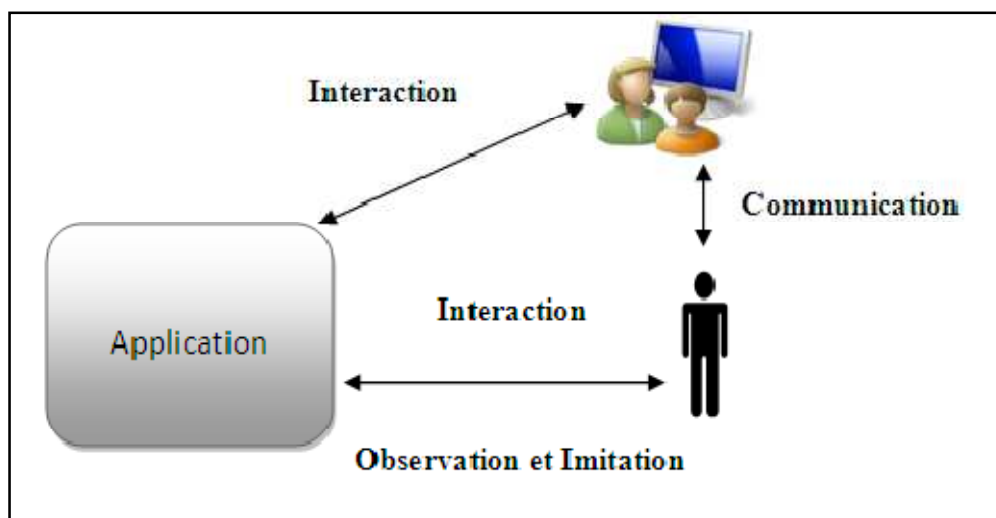 Interaction
Communication
Interaction
Application
Observation et Imitation